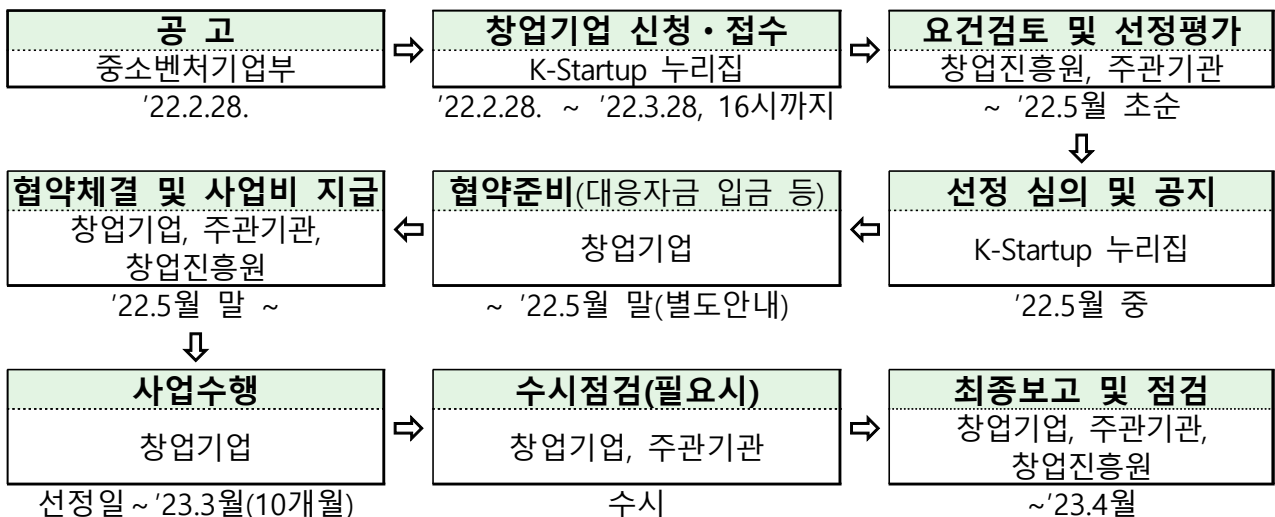 공 고
중소벤처기업부
'22.2.28.
창업기업 신청・접수
K-Startup 누리집
'22.2.28. ~ '22.3.28, 16시까지
요건검토 및 선정평가
창업진흥원, 주관기관
~ '22.5월 초순
선정 심의 및 공지
K-Startup 누리집
'22.5월 중
협약준비(대응자금 입금 등)
창업기업
~ '22.5월 말(별도안내)
협약체결 및 사업비 지급
창업기업, 주관기관,
창업진흥원
'22.5월 말 ~
사업수행
창업기업
선정일 ~ '23.3월(10개월)
수시점검(필요시)
창업기업, 주관기관
수시
최종보고 및 점검
창업기업, 주관기관,
창업진흥원
~'23.4월